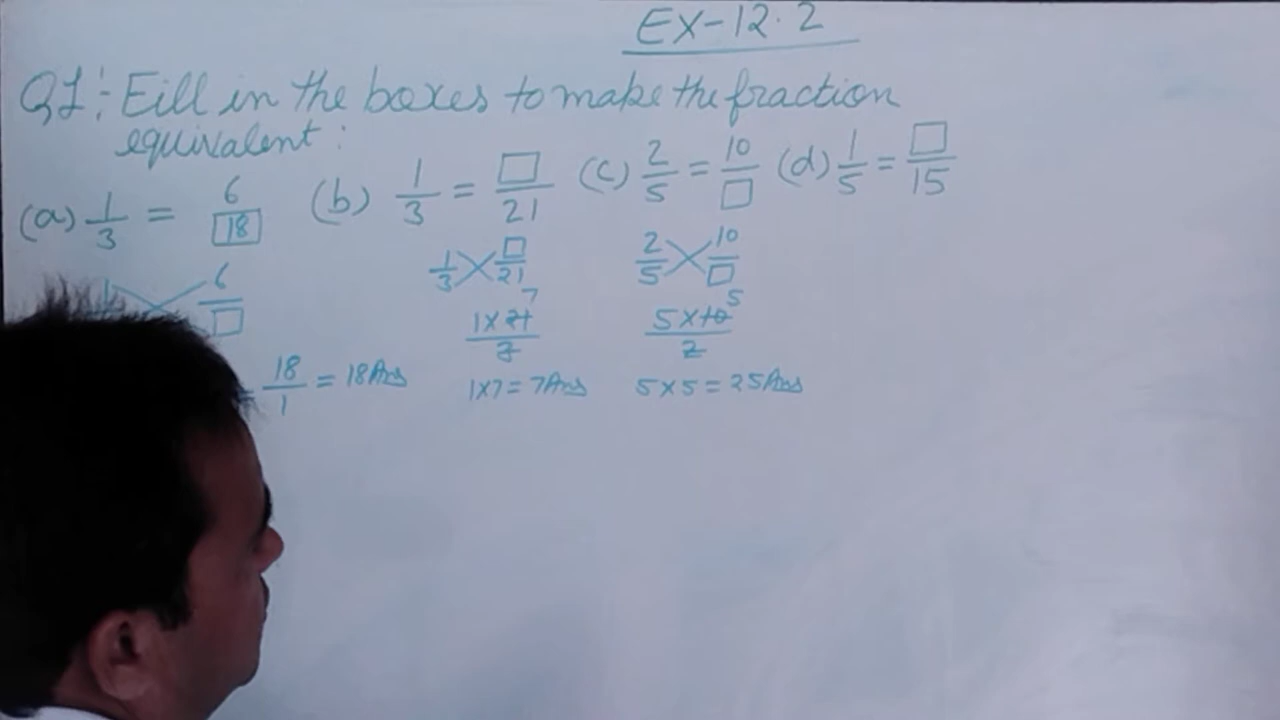 EX-12.2
Q1: Fill in the boxes to make the fraction
equivalent:
(a) 1/3 = 6/18 (b) 1/3 = □/21 (c) 2/5 = 10/□ (d) 1/5 = □/15
6/□ 1/3 × □/21 2/5 × 10/□
7 5
1×21/3 5×10/2
18/1 = 18 Ans 1×7=7 Ans 5×5=25 Ans